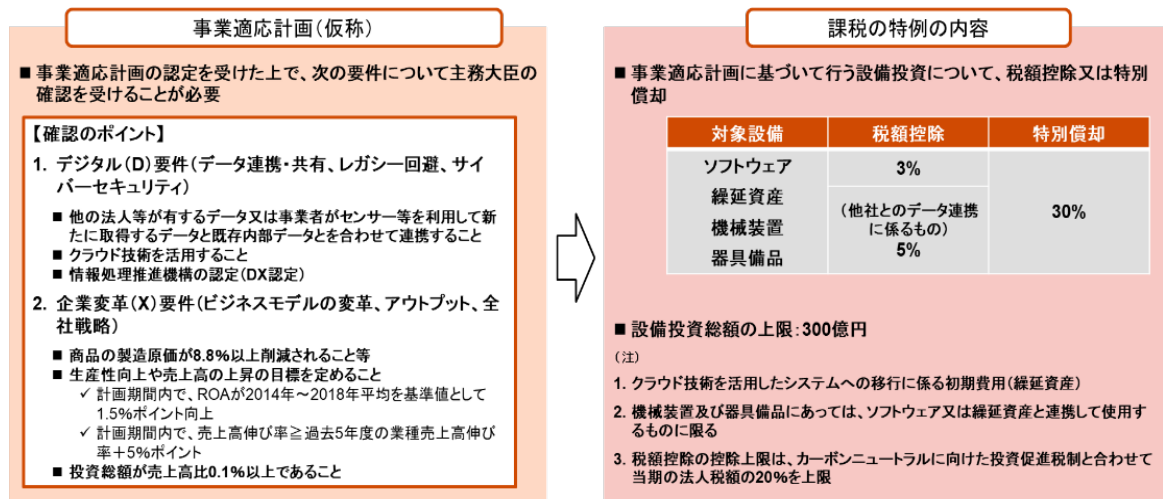 事業適応計画(仮称)
■ 事業適応計画の認定を受けた上で、次の要件について主務大臣の
確認を受けることが必要
【確認のポイント】
1. デジタル(D)要件(データ連携・共有、レガシー回避、サイ
バーセキュリティ)
■ 他の法人等が有するデータ又は事業者がセンサー等を利用して新
たに取得するデータと既存内部データとを合わせて連携すること
■ クラウド技術を活用すること
■ 情報処理推進機構の認定(DX認定)
2. 企業変革(X)要件(ビジネスモデルの変革、アウトプット、全
社戦略)
■ 商品の製造原価が8.8%以上削減されること等
■ 生産性向上や売上高の上昇の目標を定めること
✓ 計画期間内で、ROAが2014年~2018年平均を基準値として
1.5%ポイント向上
✓ 計画期間内で、売上高伸び率≧過去5年度の業種売上高伸び
率+5%ポイント
■ 投資総額が売上高比0.1%以上であること
課税の特例の内容
■ 事業適応計画に基づいて行う設備投資について、税額控除又は特別
償却
対象設備 税額控除 特別償却
ソフトウェア
繰延資産
機械装置
器具備品
3%
(他社とのデータ連携
に係るもの)
5%
30%
■ 設備投資総額の上限:300億円
(注)
1. クラウド技術を活用したシステムへの移行に係る初期費用(繰延資産)
2. 機械装置及び器具備品にあっては、ソフトウェア又は繰延資産と連携して使用す
るものに限る
3. 税額控除の控除上限は、カーボンニュートラルに向けた投資促進税制と合わせて
当期の法人税額の20%を上限